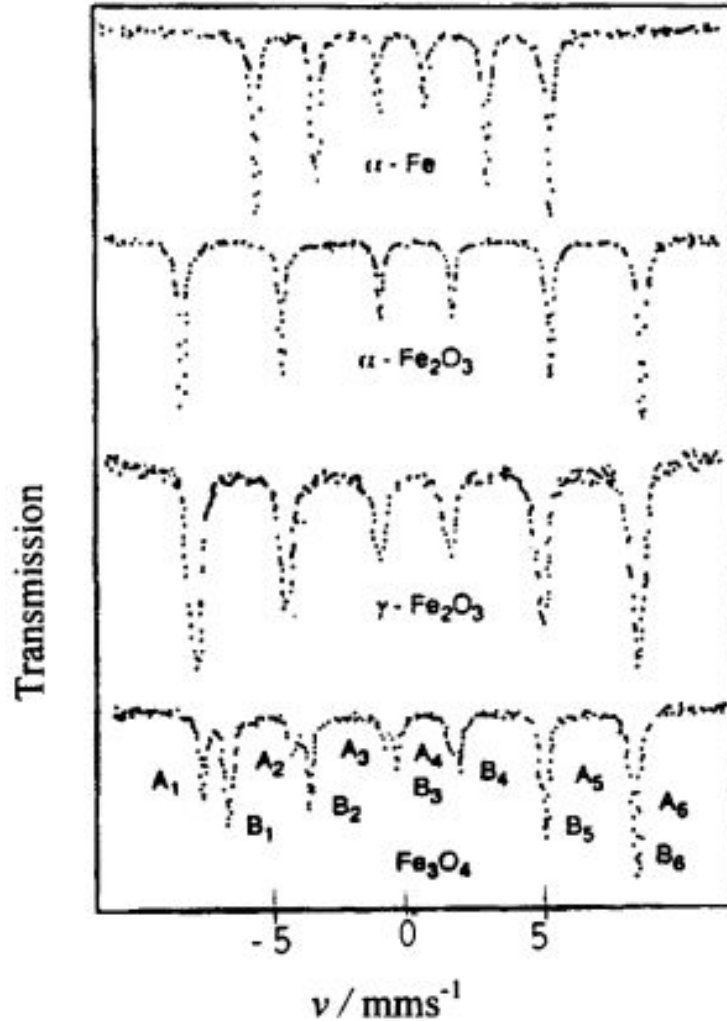 Transmission
α - Fe
α - Fe₂O₃
γ - Fe₂O₃
A₁
B₁
A₂
B₂
A₃
A₄
B₃
B₄
A₅
B₅
A₆
B₆
Fe₃O₄
-5 0 5
v / mms⁻¹